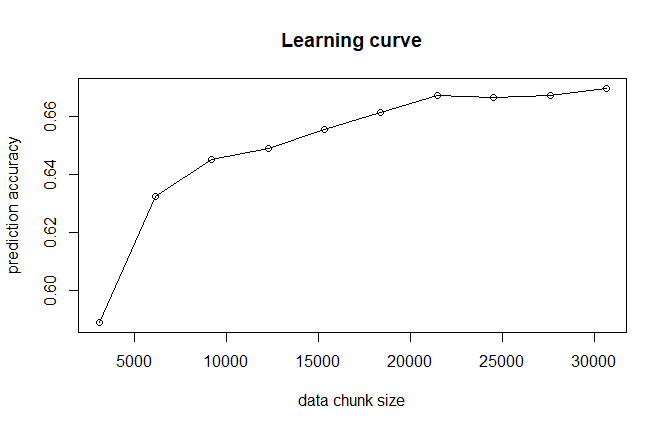 Learning curve
prediction accuracy
0.66
0.64
0.62
0.60
5000 10000 15000 20000 25000 30000
data chunk size